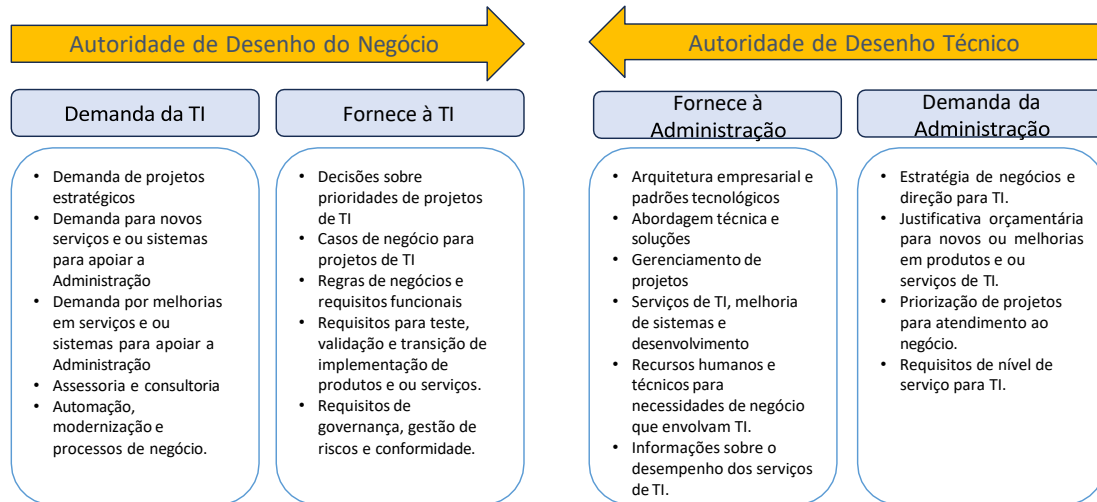 Autoridade de Desenho do Negócio
Demanda da TI
• Demanda de projetos
estratégicos
• Demanda para novos
serviços e ou sistemas
para apoiar a
Administração
• Demanda por melhorias
em serviços e ou
sistemas para apoiar a
Administração
• Assessoria e consultoria
• Automação,
modernização e
processos de negócio.
Fornece à TI
• Decisões sobre
prioridades de projetos
de TI
• Casos de negócio para
projetos de TI
• Regras de negócios e
requisitos funcionais
• Requisitos para teste,
validação e transição de
implementação de
produtos e ou serviços.
• Requisitos de
governança, gestão de
riscos e conformidade.
Autoridade de Desenho Técnico
Fornece à
Administração
• Arquitetura empresarial e
padrões tecnológicos
• Abordagem técnica e
soluções
• Gerenciamento de
projetos
• Serviços de TI, melhoria
de sistemas e
desenvolvimento
• Recursos humanos e
técnicos para
necessidades de negócio
que envolvam TI.
• Informações sobre o
desempenho dos serviços
de TI.
Demanda da
Administração
• Estratégia de negócios e
direção para TI.
• Justificativa orçamentária
para novos ou melhorias
em produtos e ou
serviços de TI.
• Priorização de projetos
para atendimento ao
negócio.
• Requisitos de nível de
serviço para TI.